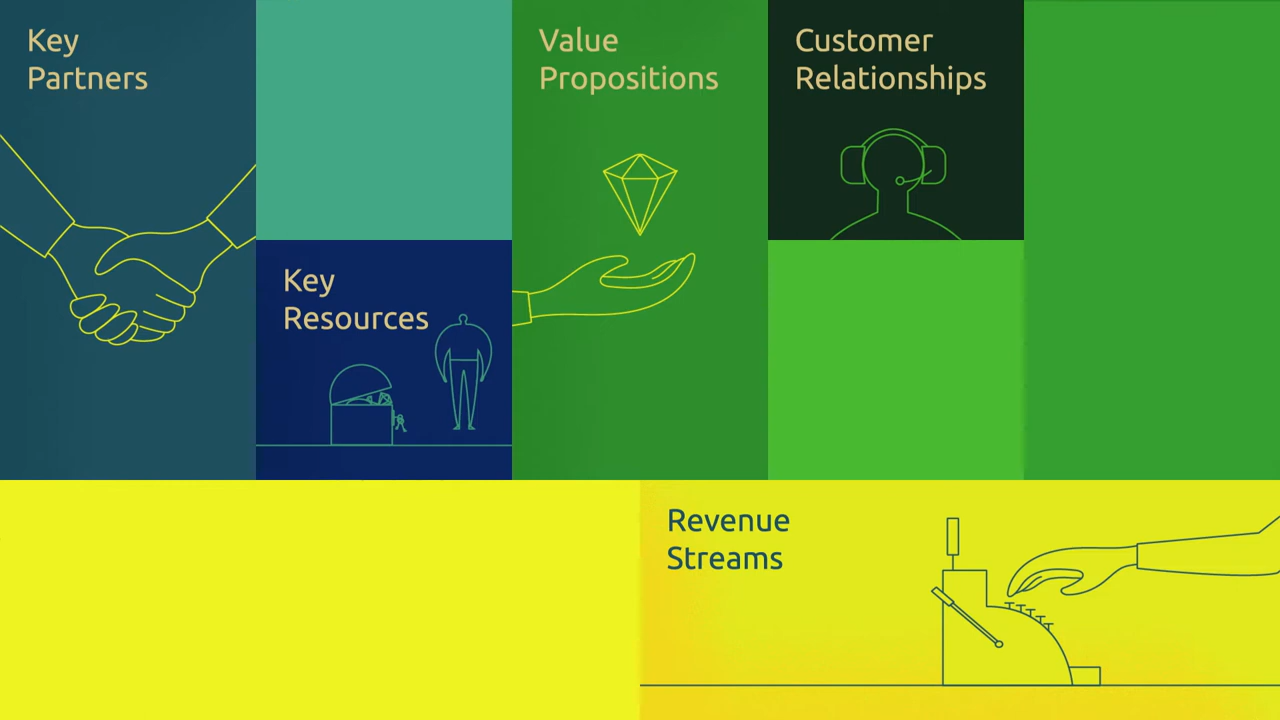 Key
Partners
Key
Resources
Value
Propositions
Customer
Relationships
Revenue
Streams